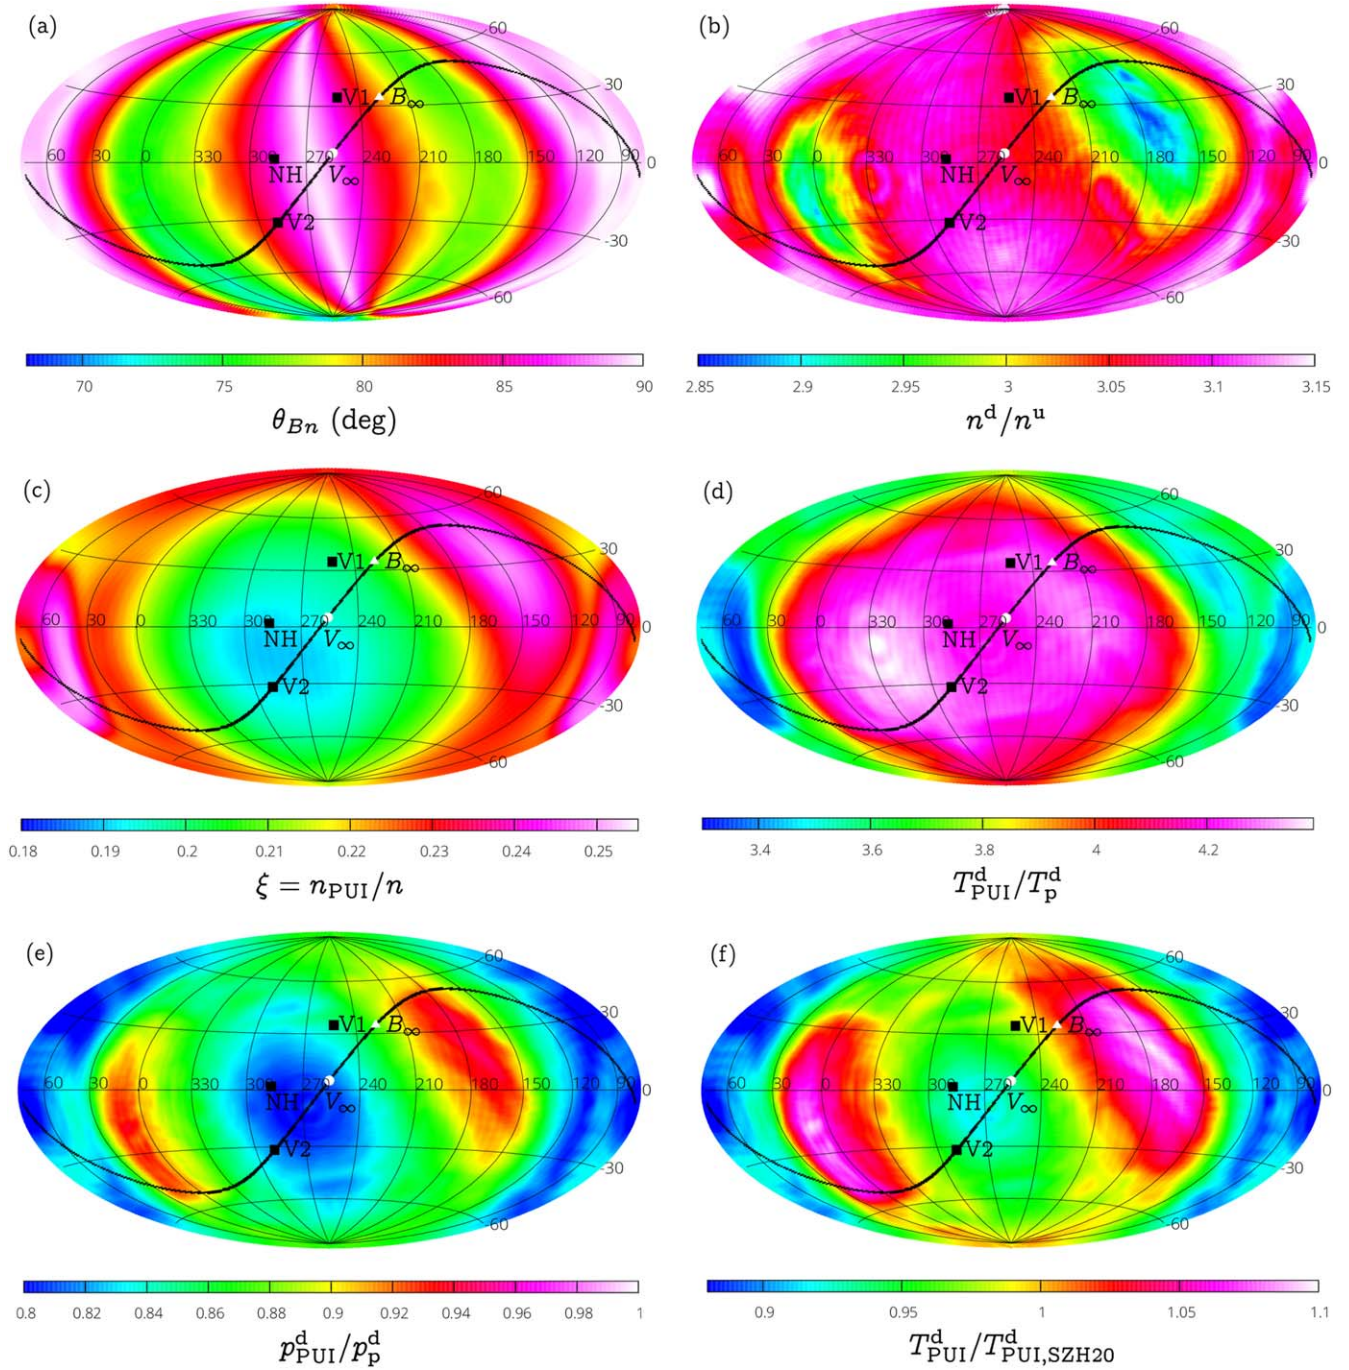 (a)
60
30
V1 B∞
60 30 0 330 300 270 240 210 180 150 120 90 0
NH V∞
V2
-30
-60
70 75 80 85 90
θBn (deg)
(b)
60
30
V1 B∞
60 30 0 330 300 270 240 210 180 150 120 90 0
NH V∞
V2
-30
-60
2.85 2.9 2.95 3 3.05 3.1 3.15
nᵈ/nᵘ
(c)
60
30
V1 B∞
60 30 0 330 300 270 240 210 180 150 120 90 0
NH V∞
V2
-30
-60
0.18 0.19 0.2 0.21 0.22 0.23 0.24 0.25
ξ = nPUI/n
(d)
60
30
V1 B∞
60 30 0 330 300 270 240 210 180 150 120 90 0
NH V∞
V2
-30
-60
3.4 3.6 3.8 4 4.2
TᵈPUI/Tᵈp
(e)
60
30
V1 B∞
60 30 0 330 300 270 240 210 180 150 120 90 0
NH V∞
V2
-30
-60
0.8 0.82 0.84 0.86 0.88 0.9 0.92 0.94 0.96 0.98 1
pᵈPUI/pᵈp
(f)
60
30
V1 B∞
60 30 0 330 300 270 240 210 180 150 120 90 0
NH V∞
V2
-30
-60
0.9 0.95 1 1.05 1.1
TᵈPUI/TᵈPUI,SZH20